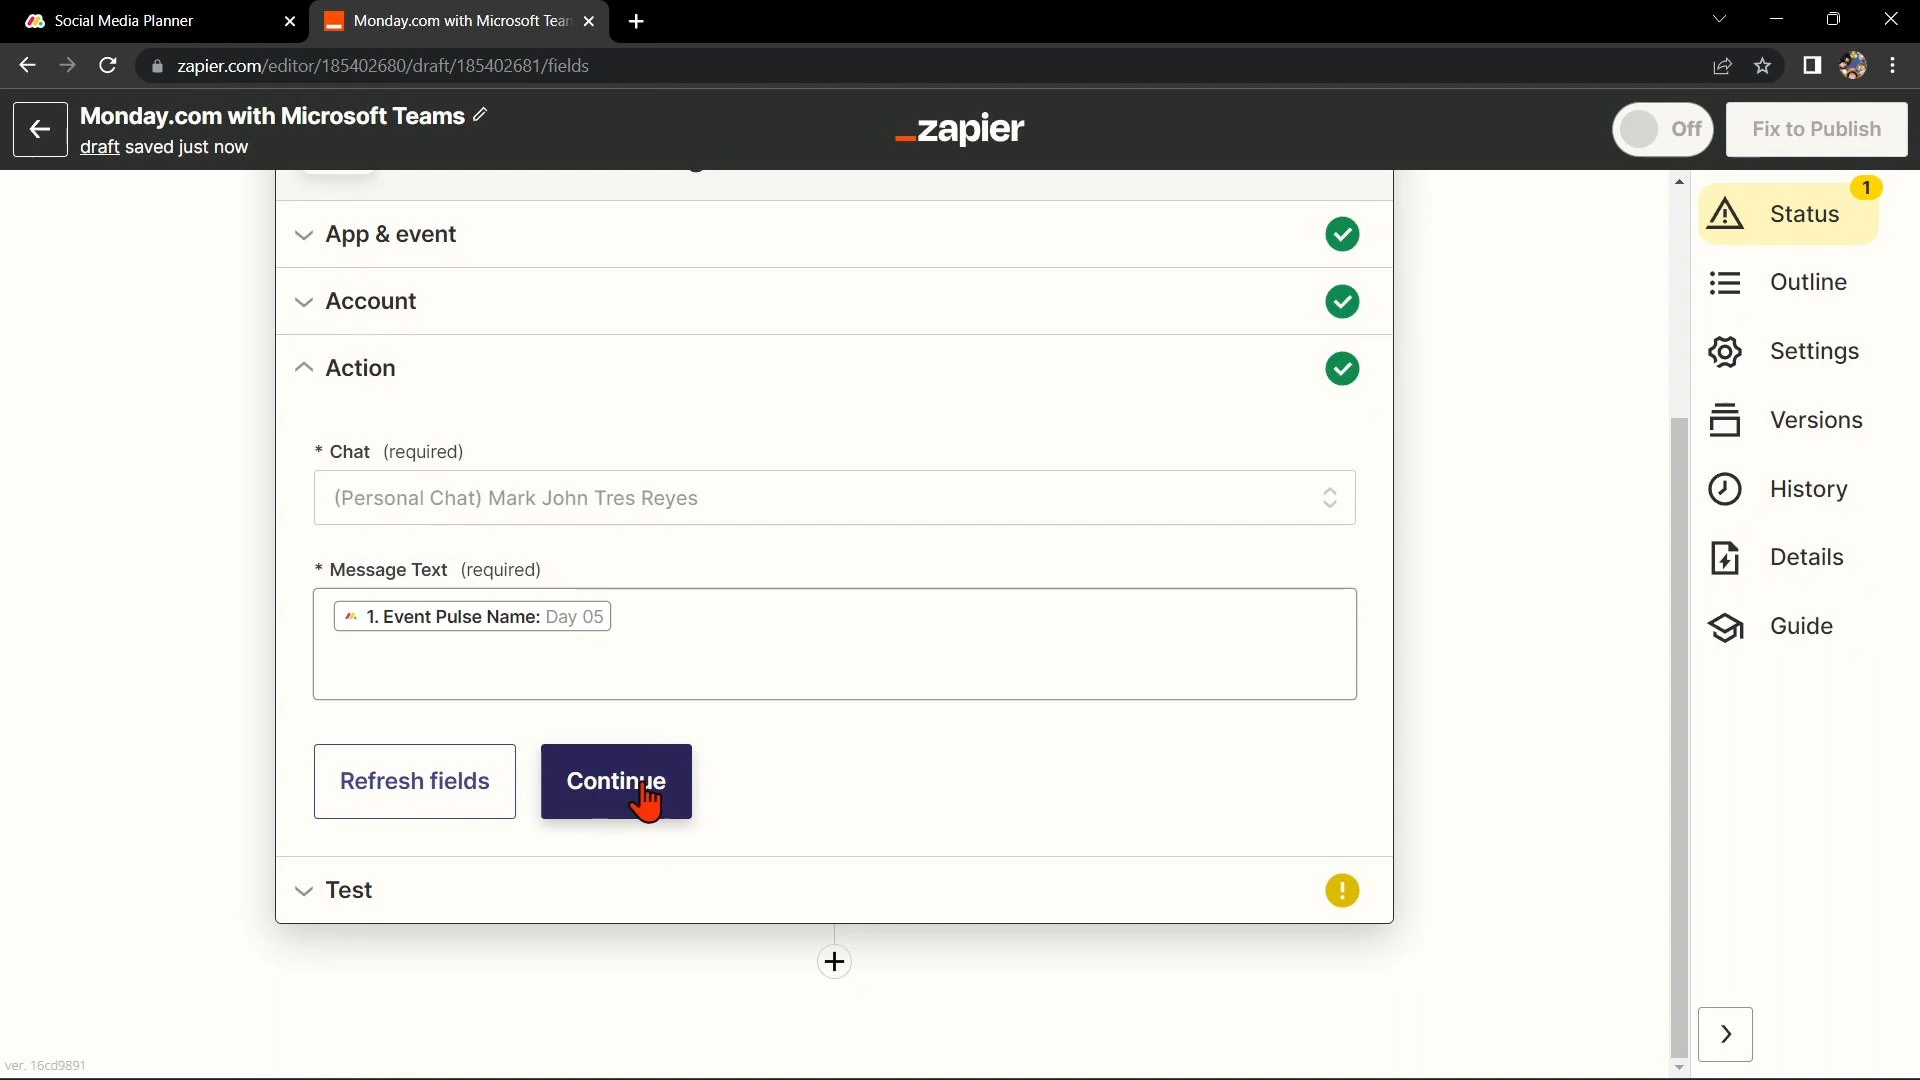 Social Media Planner
Monday.com with Microsoft Tean
zapier.com/editor/185402680/draft/185402681/fields
Monday.com with Microsoft Teams
draft saved just now
_zapier
Off
Fix to Publish
App & event
Account
Action
* Chat (required)
(Personal Chat) Mark John Tres Reyes
* Message Text (required)
1. Event Pulse Name: Day 05
Refresh fields
Continue
Test
1
Status
Outline
Settings
Versions
History
Details
Guide
ver. 16cd9891